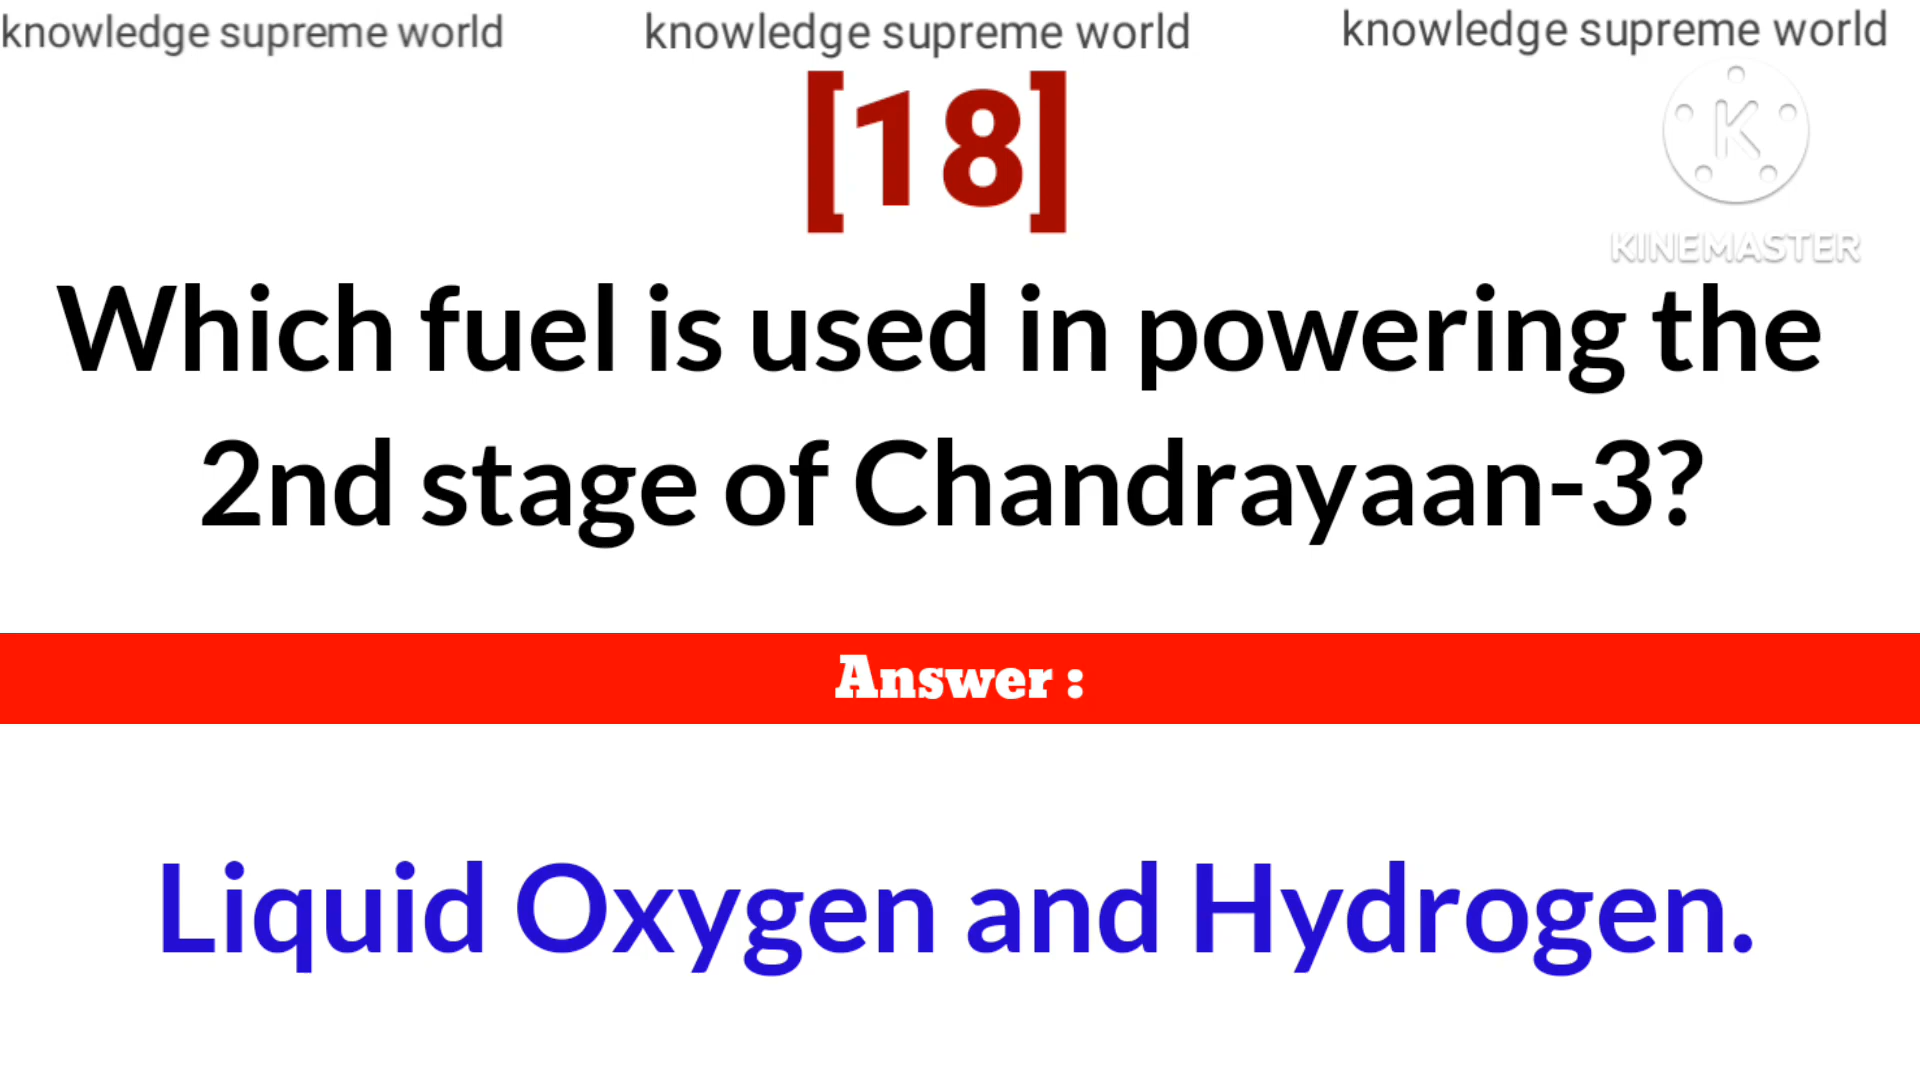 knowledge supreme world knowledge supreme world knowledge supreme world
[18]
K
KINEMASTER
Which fuel is used in powering the
2nd stage of Chandrayaan-3?
Answer :
Liquid Oxygen and Hydrogen.